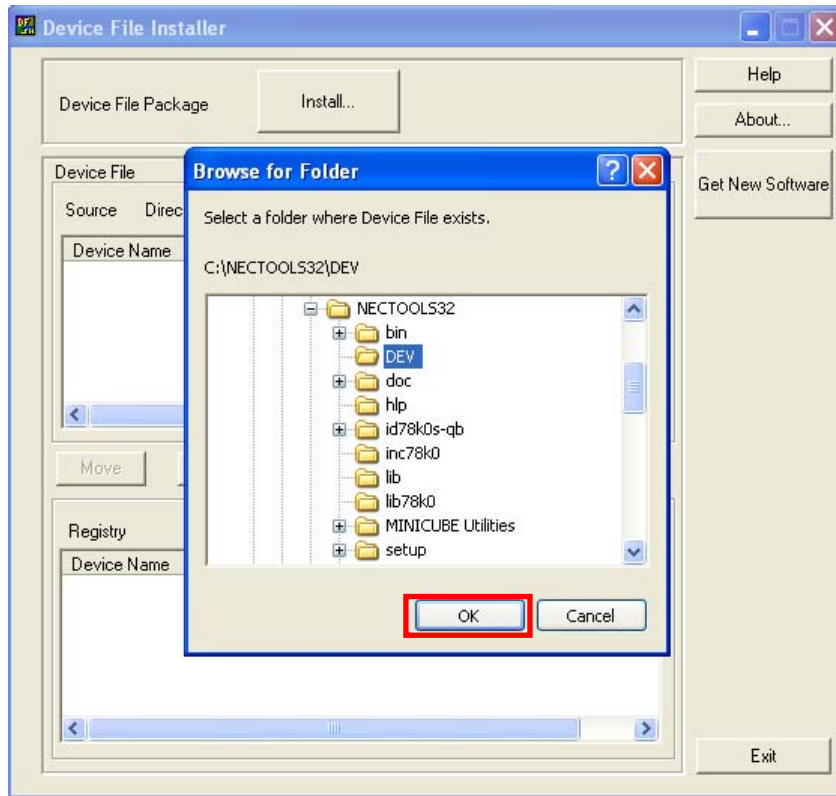 Device File Installer
Device File Package
Install...
Help
About...
Get New Software
Device File
Source Direc
Device Name
Browse for Folder
Select a folder where Device File exists.
C:\NECTOOLS32\DEV
NECTOOLS32
bin
DEV
doc
hlp
id78k0s-qb
inc78k0
lib
lib78k0
MINICUBE Utilities
setup
OK
Cancel
Move
Registry
Device Name
Exit